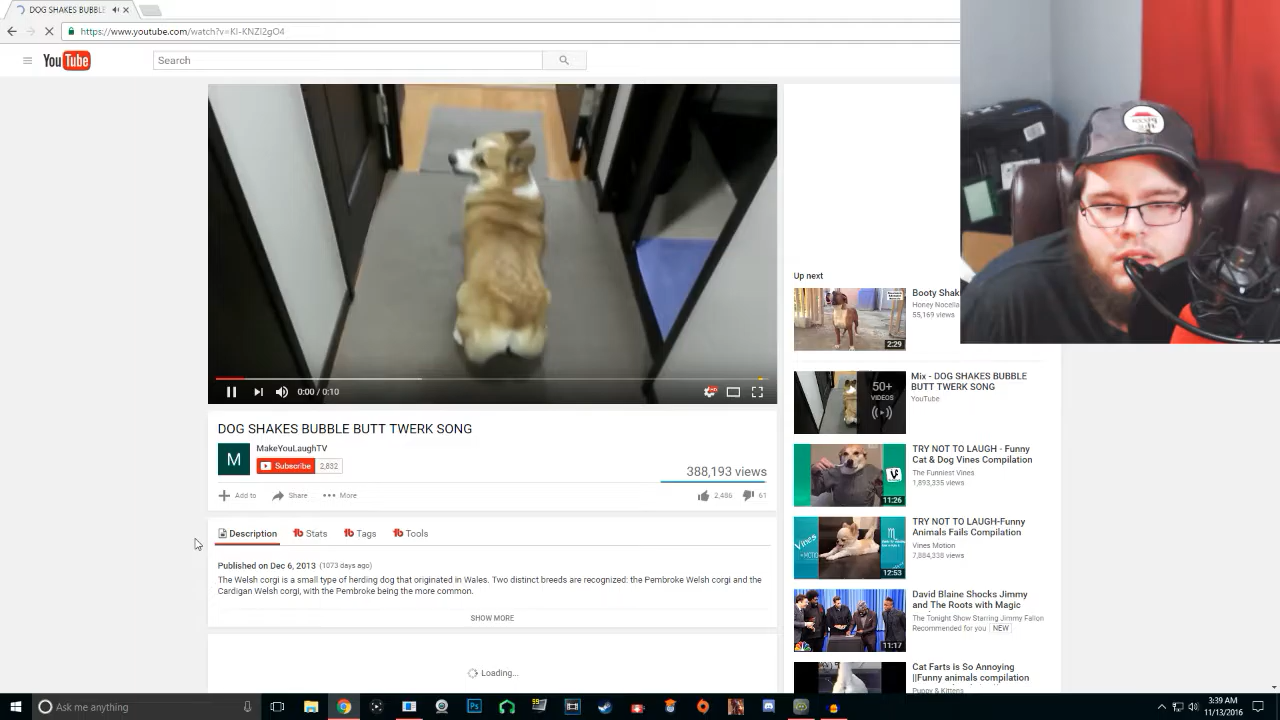 DOG SHAKES BUBBLE
https://www.youtube.com/watch?v=KI-KNZI2gO4
YouTube
Search
Up next
Booty Shak
Honey Nocella
55,169 views
2:29
Mix - DOG SHAKES BUBBLE
BUTT TWERK SONG
YouTube
50+
VIDEOS
0:00 / 0:10
DOG SHAKES BUBBLE BUTT TWERK SONG
M
MakeYouLaughTV
Subscribe 2,832
388,193 views
Add to Share More
2,486 61
TRY NOT TO LAUGH - Funny
Cat & Dog Vines Compilation
The Funniest Vines
1,893,335 views
11:26
TRY NOT TO LAUGH-Funny
Animals Fails Compilation
Vines Motion
7,884,338 views
12:53
Description Stats Tags Tools
Published on Dec 6, 2013 (1073 days ago)
The Welsh corgi is a small type of herding dog that originated in Wales. Two distinct breeds are recognized: the Pembroke Welsh corgi and the
Cardigan Welsh corgi, with the Pembroke being the more common.
SHOW MORE
David Blaine Shocks Jimmy
and The Roots with Magic
The Tonight Show Starring Jimmy Fallon
Recommended for you NEW
11:17
Loading...
Cat Farts is So Annoying
||Funny animals compilation
Puppy & Kittens
Ask me anything
3:39 AM
11/13/2016